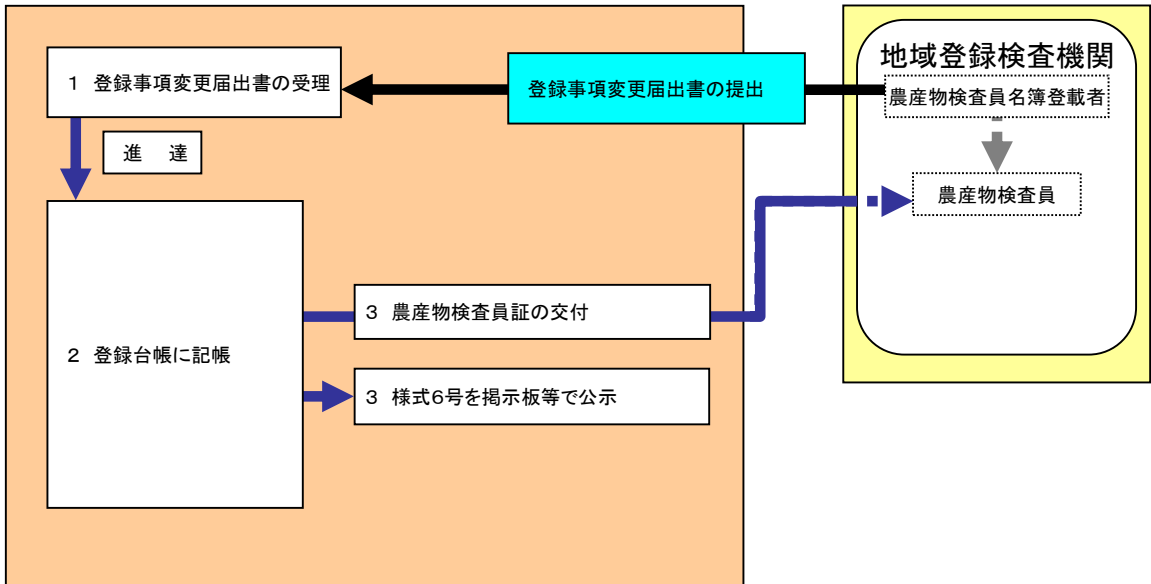 地域登録検査機関
１ 登録事項変更届出書の受理
登録事項変更届出書の提出
農産物検査員名簿登載者
進 達
農産物検査員
３ 農産物検査員証の交付
２ 登録台帳に記帳
３ 様式６号を掲示板等で公示